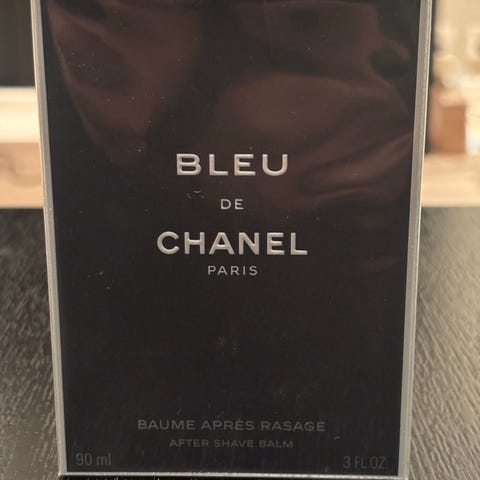 BLEU
DE
CHANEL
PARIS
BAUME APRÈS RASAGE
AFTER SHAVE BALM
90 ml 3 FL.OZ.